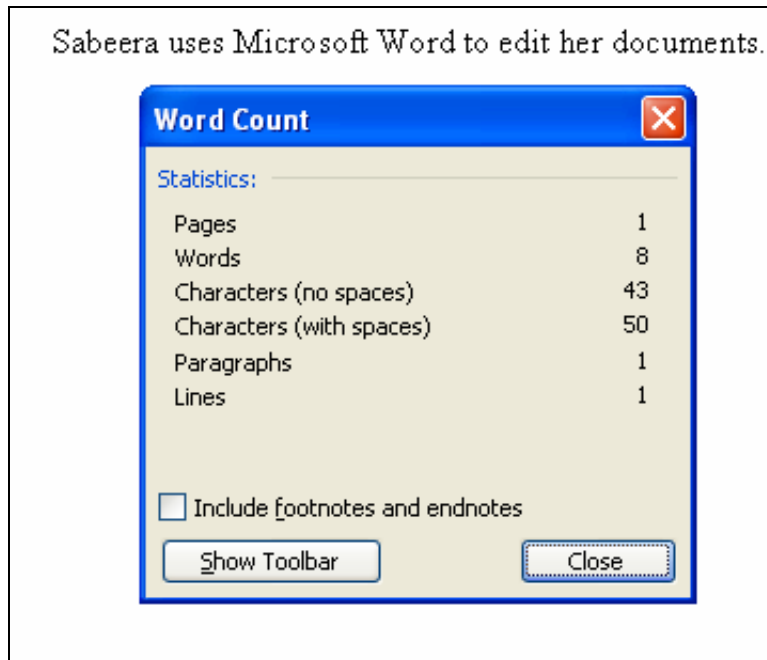 Sabeera uses Microsoft Word to edit her documents.
Word Count
Statistics:
Pages 1
Words 8
Characters (no spaces) 43
Characters (with spaces) 50
Paragraphs 1
Lines 1
Include footnotes and endnotes
Show Toolbar Close